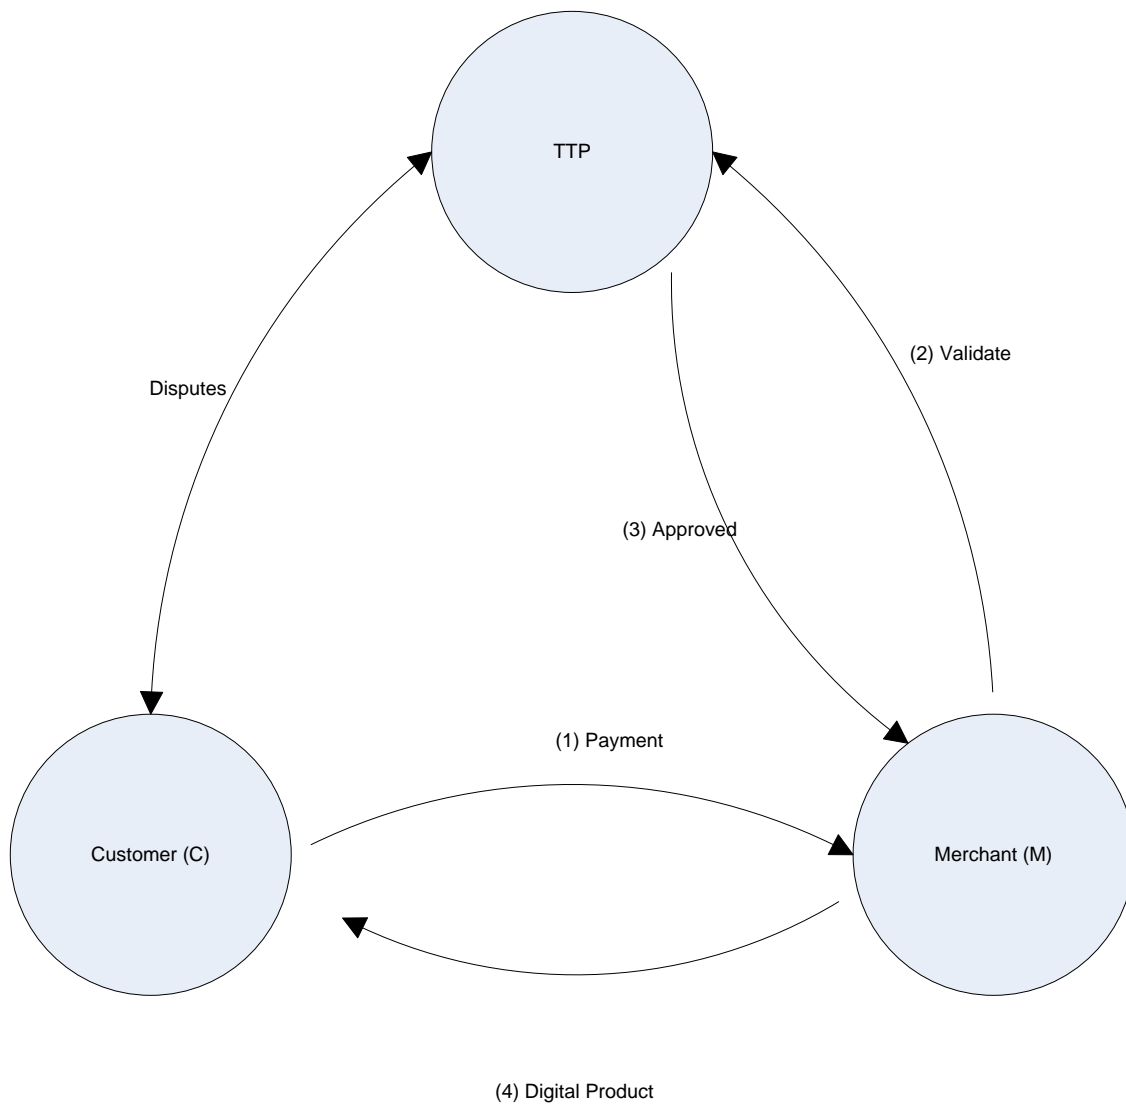 TTP
(2) Validate
Disputes
(3) Approved
(1) Payment
Customer (C)
Merchant (M)
(4) Digital Product